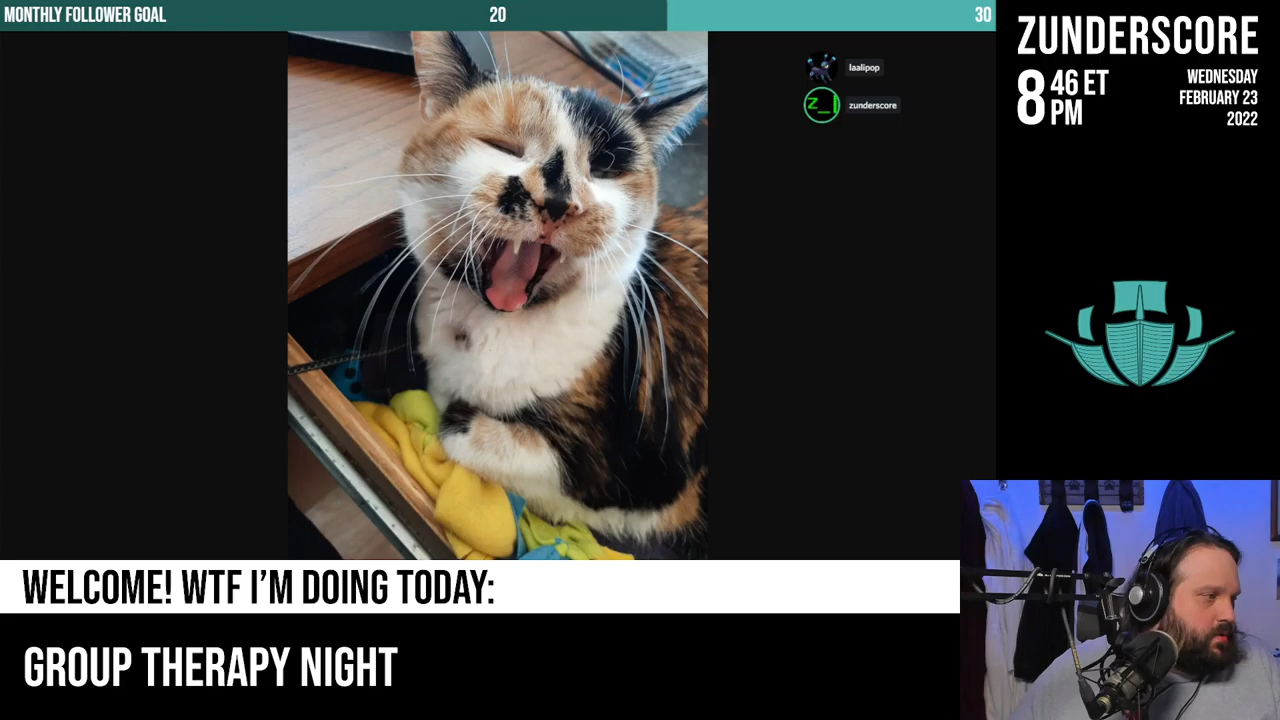 MONTHLY FOLLOWER GOAL
20
30
ZUNDERSCORE
8 46 ET PM
WEDNESDAY
FEBRUARY 23
2022
laalipop
Z_
zunderscore
WELCOME! WTF I'M DOING TODAY:
GROUP THERAPY NIGHT